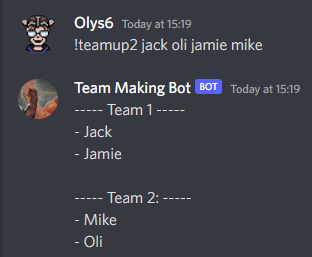 Olys6 Today at 15:19
!teamup2 jack oli jamie mike
Team Making Bot BOT Today at 15:19
----- Team 1 -----
- Jack
- Jamie
----- Team 2: -----
- Mike
- Oli